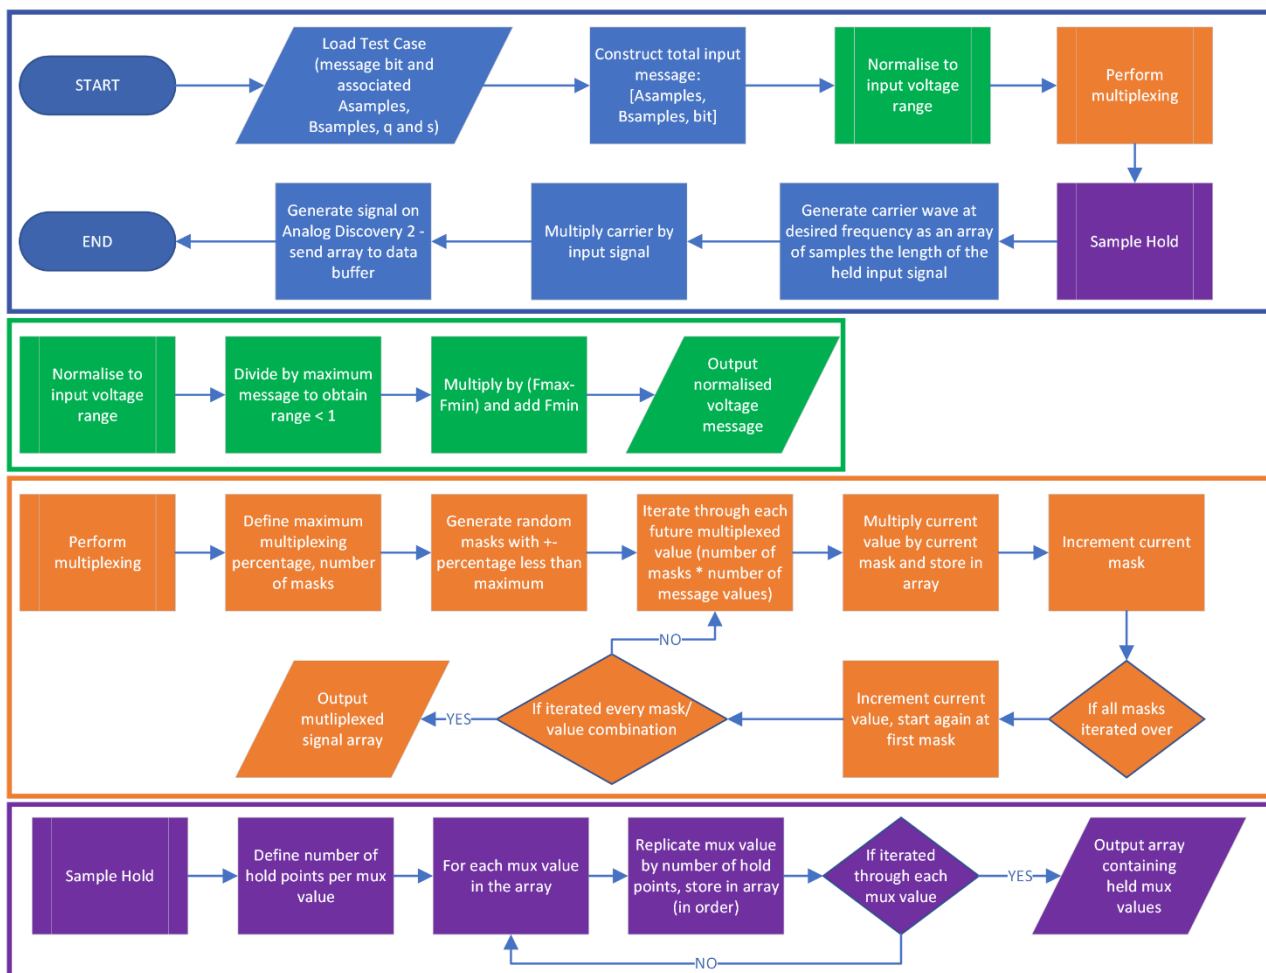 START
Load Test Case
(message bit and
associated
Asamples,
Bsamples, q and s)
Construct total input
message:
[Asamples,
Bsamples, bit]
Normalise to
input voltage
range
Perform
multiplexing
END
Generate signal on
Analog Discovery 2 -
send array to data
buffer
Multiply carrier by
input signal
Generate carrier wave at
desired frequency as an array
of samples the length of the
held input signal
Sample Hold
Normalise to
input voltage
range
Divide by maximum
message to obtain
range < 1
Multiply by (Fmax-
Fmin) and add Fmin
Output
normalised
voltage
message
Perform
multiplexing
Define maximum
multiplexing
percentage, number
of masks
Generate random
masks with +-
percentage less than
maximum
Iterate through each
future multiplexed
value (number of
masks * number of
message values)
Multiply current
value by current
mask and store in
array
Increment current
mask
NO
Output
mutliplexed
signal array
YES
If iterated every mask/
value combination
Increment current
value, start again at
first mask
If all masks
iterated over
Sample Hold
Define number of
hold points per mux
value
For each mux value
in the array
Replicate mux value
by number of hold
points, store in array
(in order)
If iterated
through each
mux value
YES
Output array
containing
held mux
values
NO